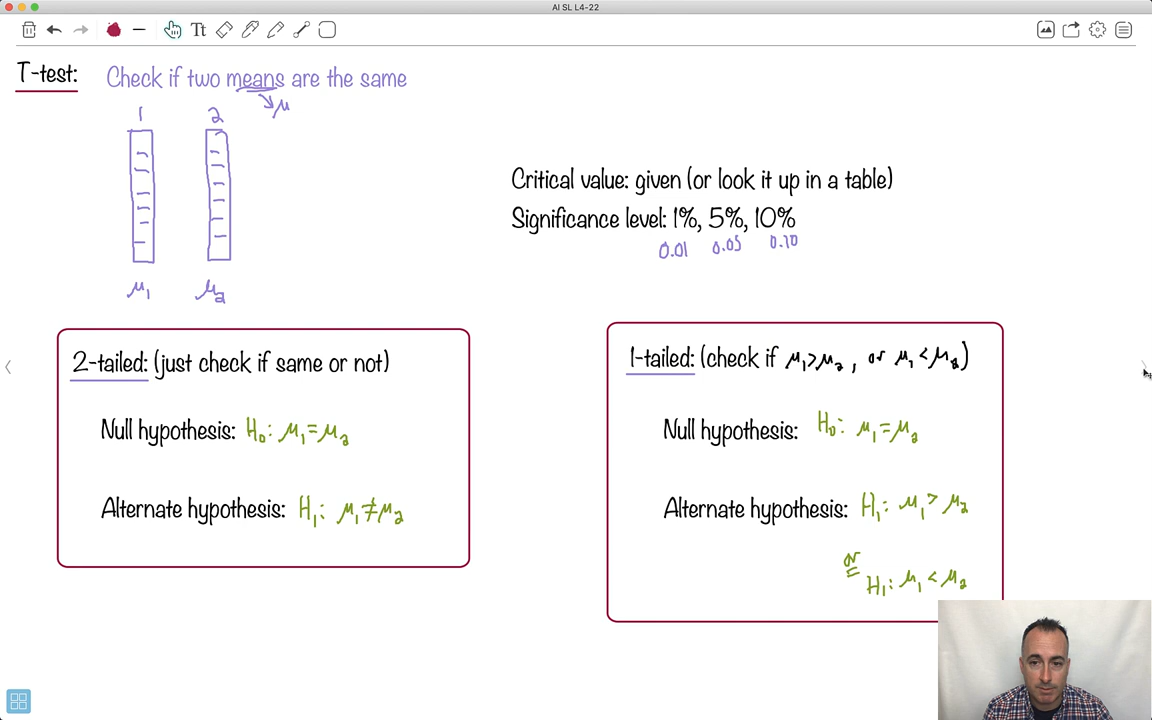 AI SL L4-22
Tt
T-test: Check if two means are the same
μ
1 2
μ₁ μ₂
Critical value: given (or look it up in a table)
Significance level: 1%, 5%, 10%
0.01 0.05 0.10
2-tailed: (just check if same or not)
Null hypothesis: H₀: μ₁=μ₂
Alternate hypothesis: H₁: μ₁≠μ₂
1-tailed: (check if μ₁>μ₂, or μ₁<μ₂)
Null hypothesis: H₀: μ₁=μ₂
Alternate hypothesis: H₁: μ₁>μ₂
or
H₁: μ₁<μ₂